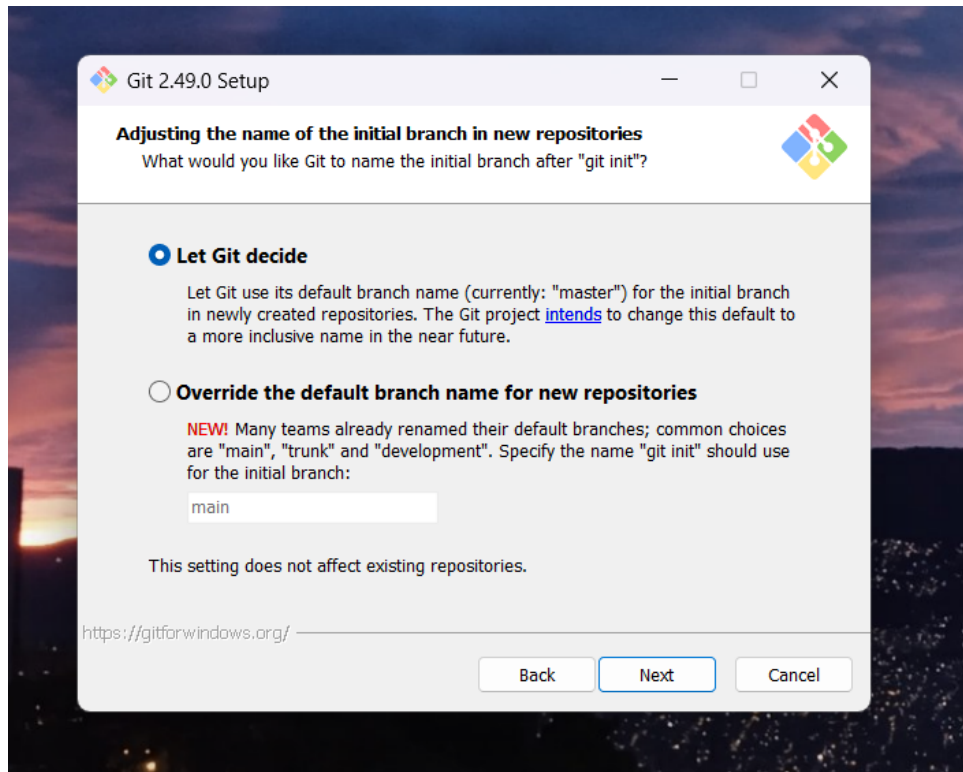 Git 2.49.0 Setup
Adjusting the name of the initial branch in new repositories
What would you like Git to name the initial branch after "git init"?
Let Git decide
Let Git use its default branch name (currently: "master") for the initial branch
in newly created repositories. The Git project intends to change this default to
a more inclusive name in the near future.
Override the default branch name for new repositories
NEW! Many teams already renamed their default branches; common choices
are "main", "trunk" and "development". Specify the name "git init" should use
for the initial branch:
main
This setting does not affect existing repositories.
https://gitforwindows.org/
Back
Next
Cancel